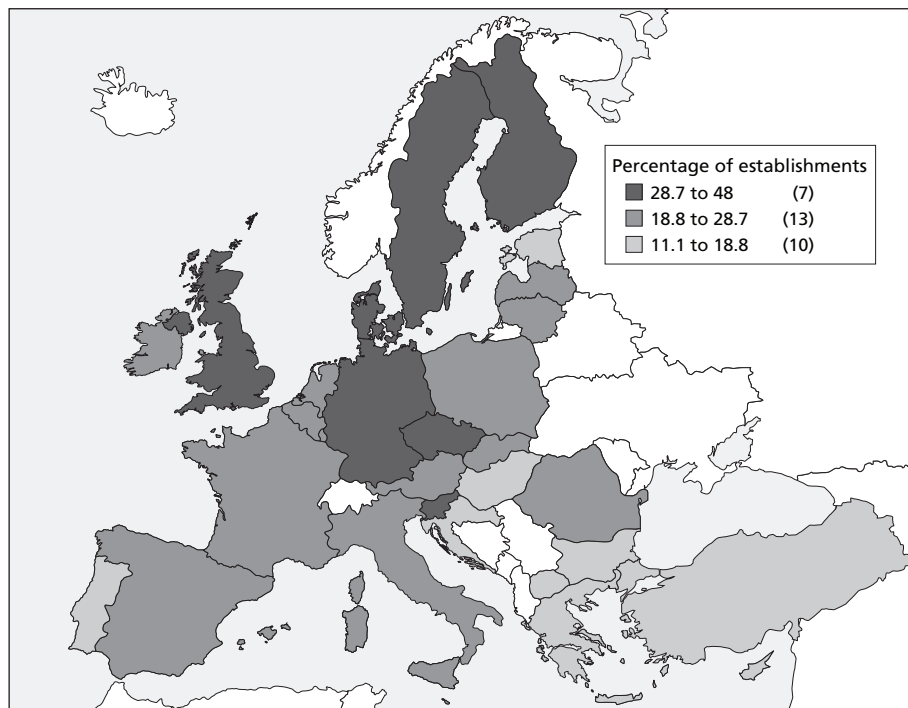 Percentage of establishments
28.7 to 48 (7)
18.8 to 28.7 (13)
11.1 to 18.8 (10)